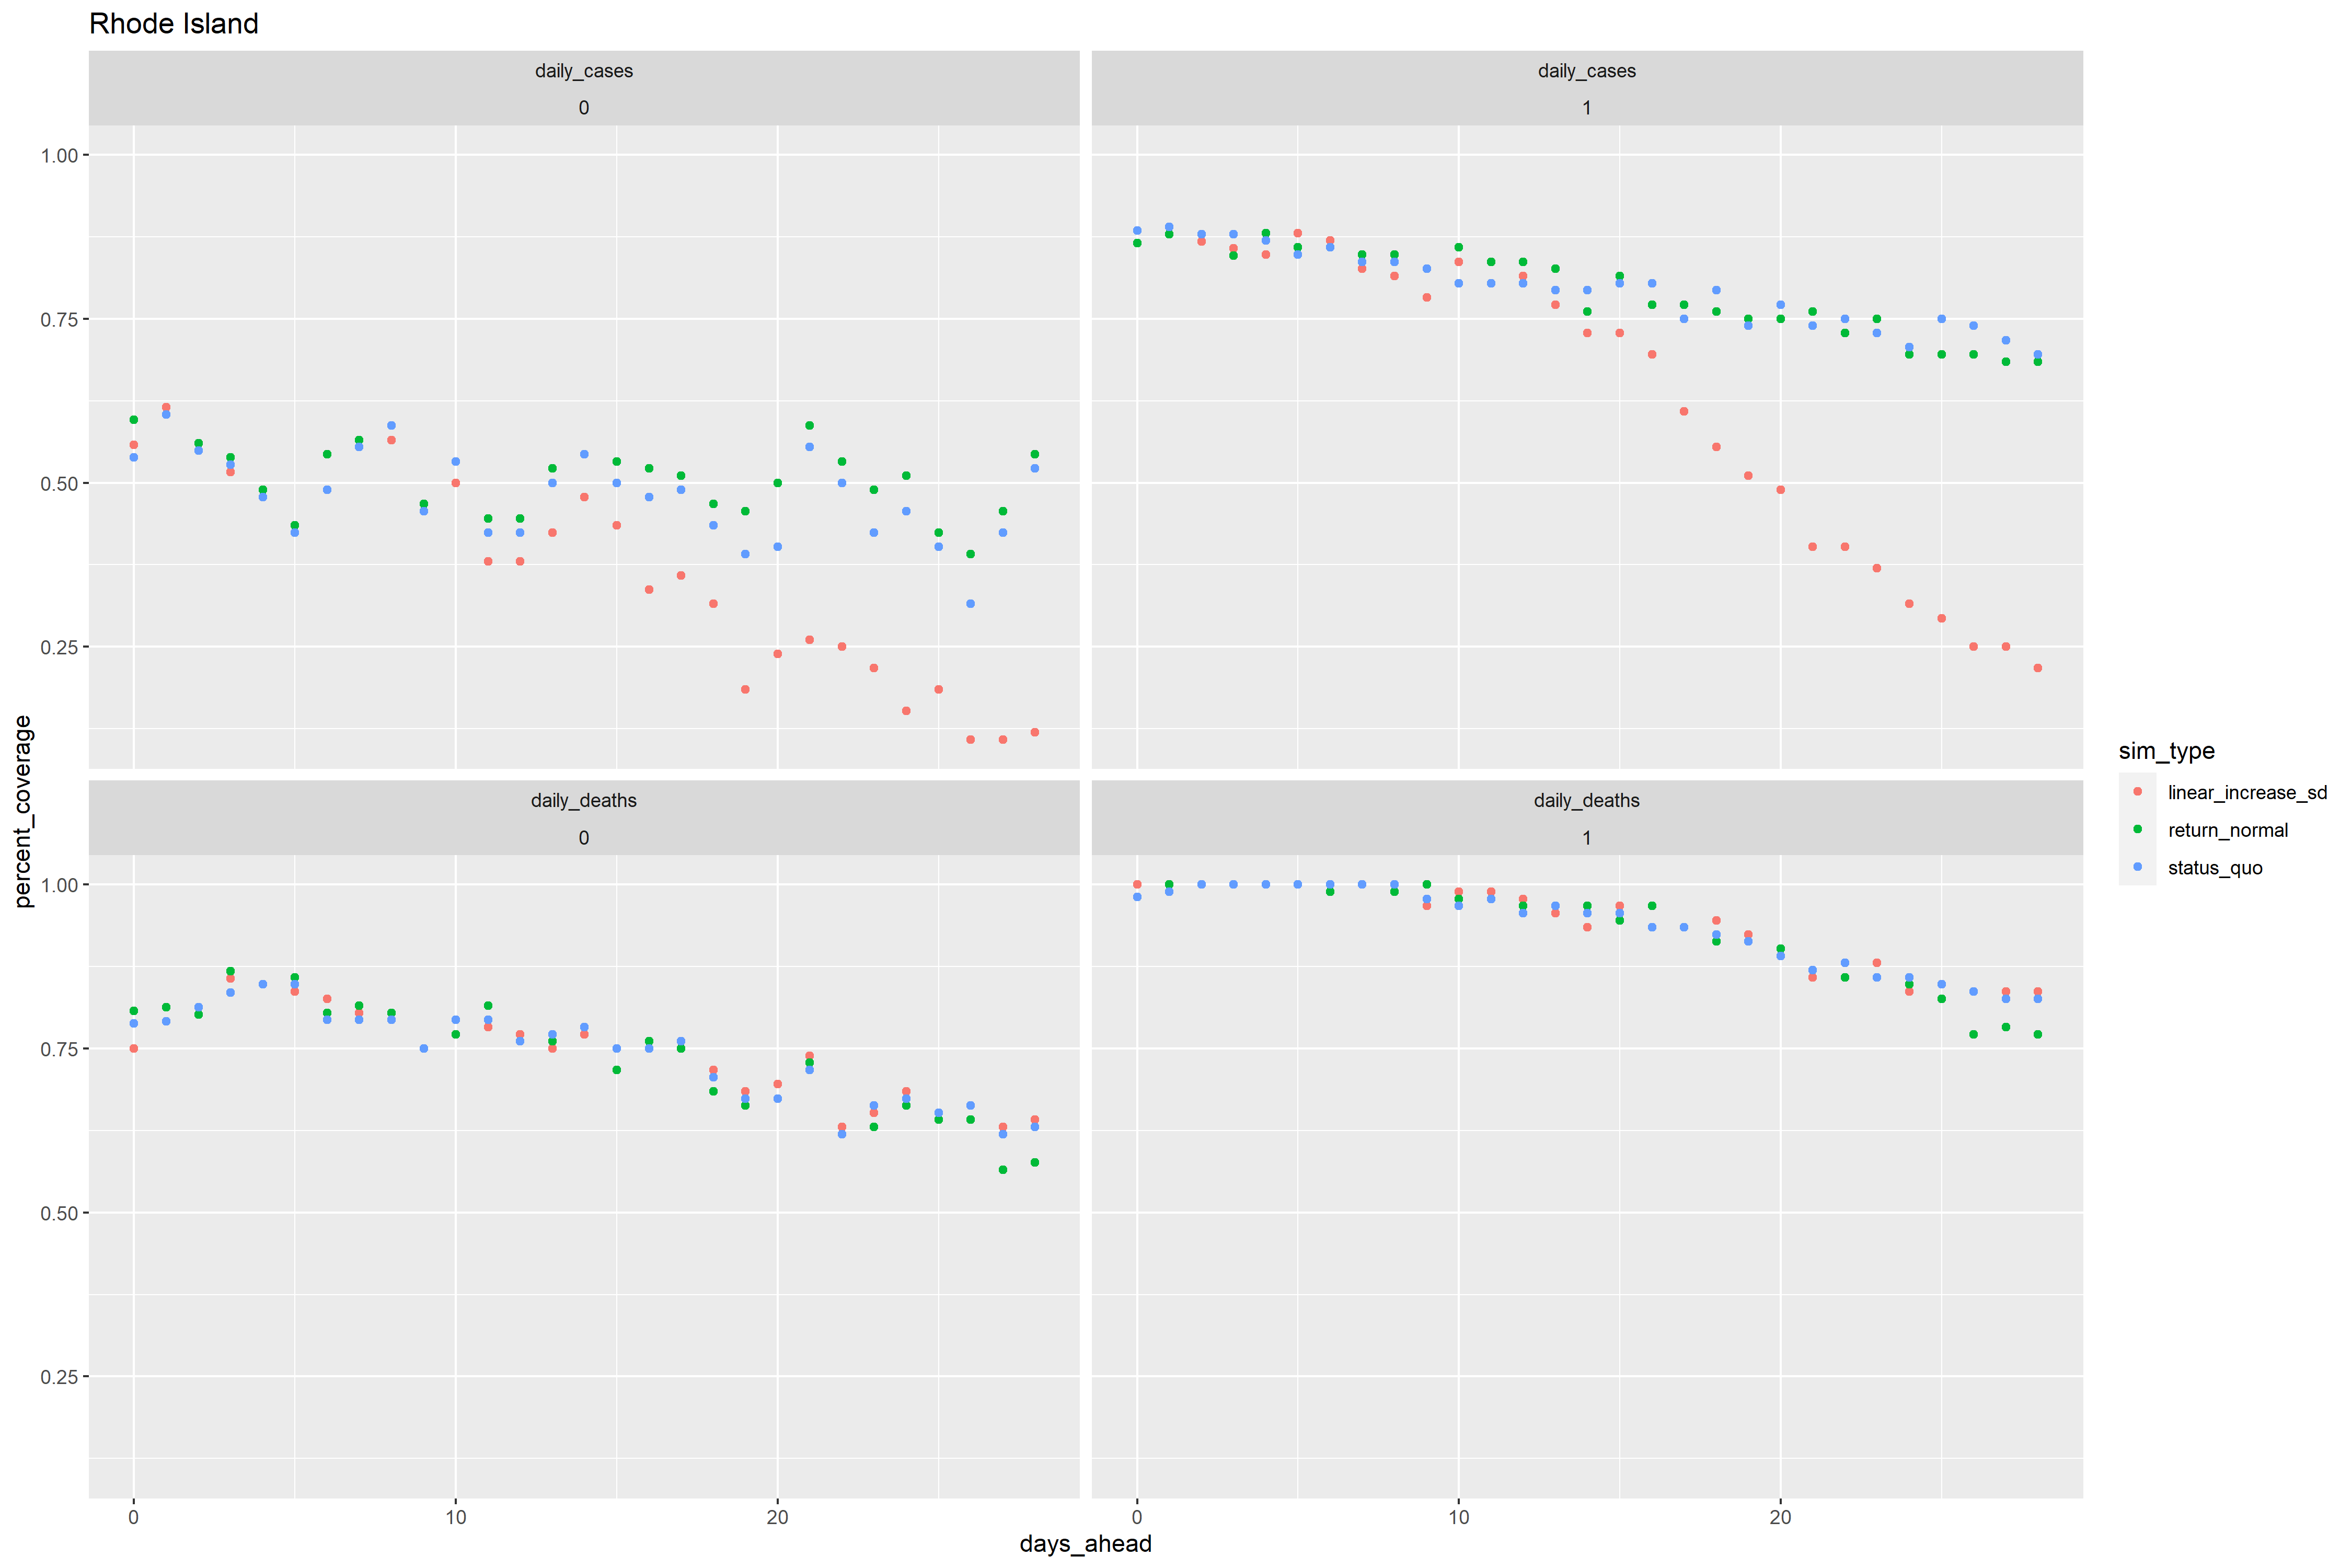 Rhode Island
daily_cases
0
daily_cases
1
1.00
0.75
0.50
0.25
daily_deaths
0
daily_deaths
1
1.00
0.75
0.50
0.25
0
10
20
0
10
20
days_ahead
percent_coverage
sim_type
linear_increase_sd
return_normal
status_quo